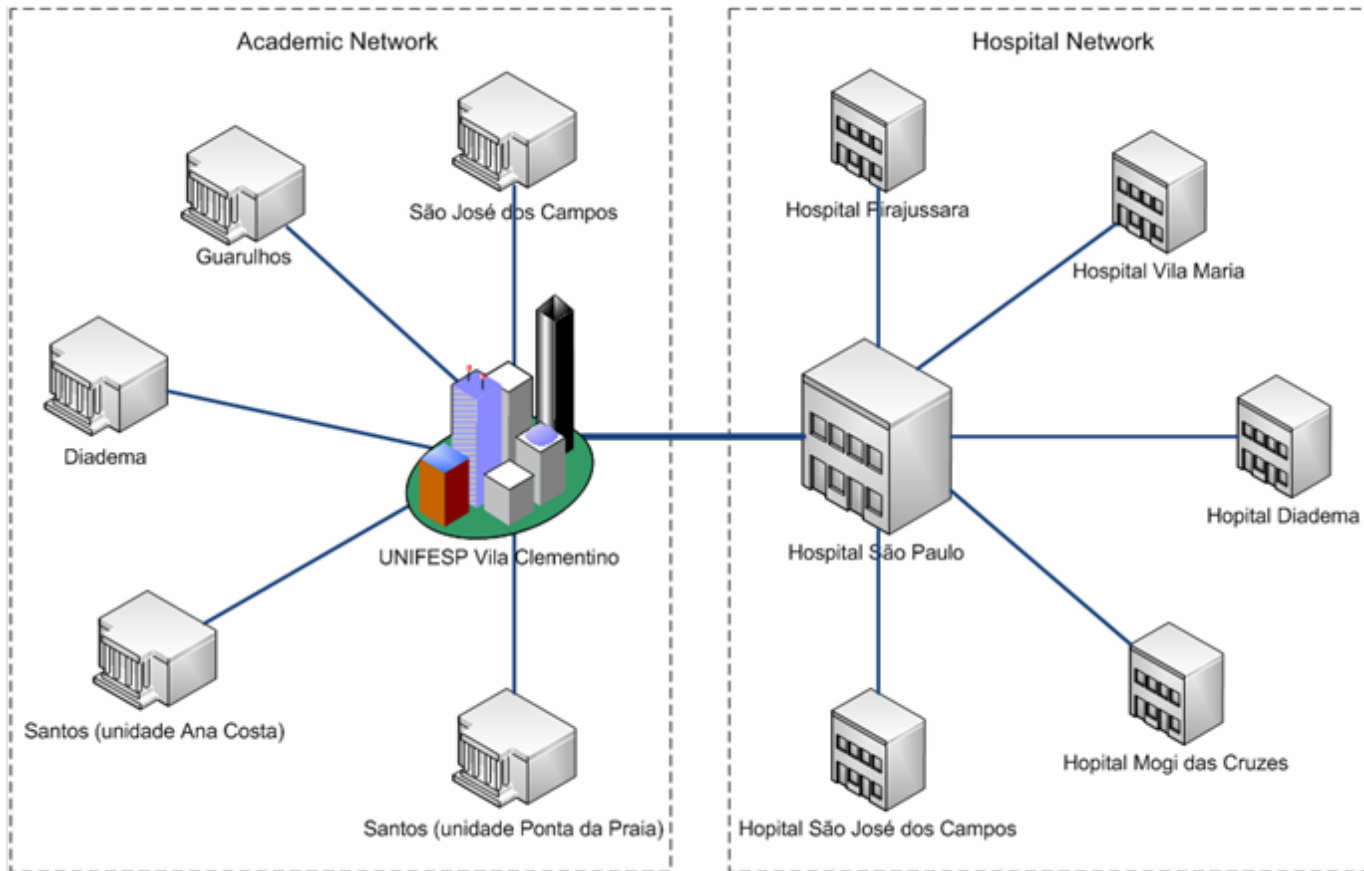 Academic Network
Hospital Network
São José dos Campos
Guarulhos
Diadema
UNIFESP Vila Clementino
Santos (unidade Ana Costa)
Santos (unidade Ponta da Praia)
Hospital Pirajussara
Hospital Vila Maria
Hopital Diadema
Hospital São Paulo
Hopital Mogi das Cruzes
Hopital São José dos Campos